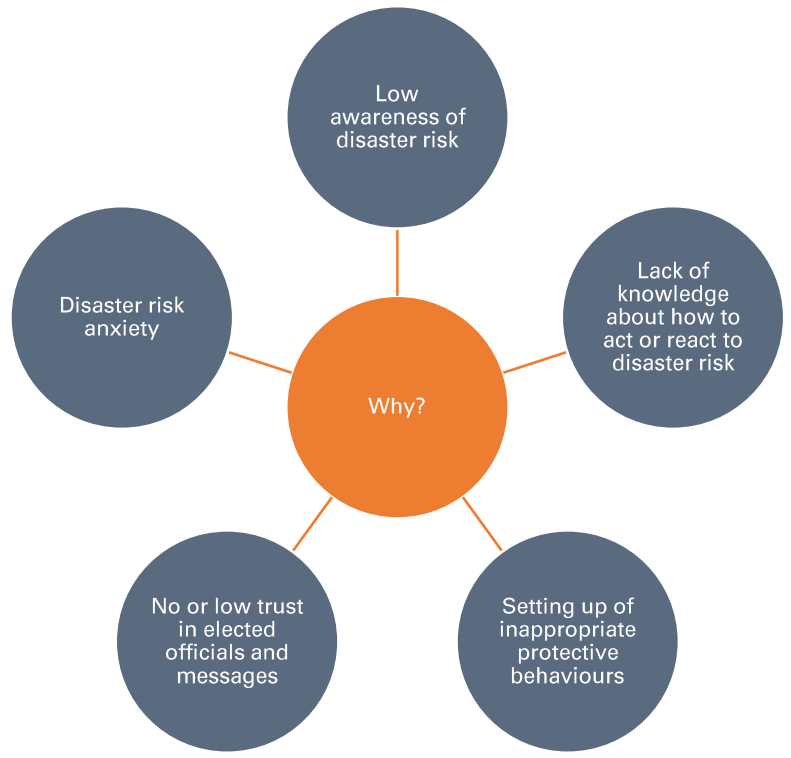 Low
awareness of
disaster risk
Lack of
knowledge
about how to
act or react to
disaster risk
Disaster risk
anxiety
Why?
No or low trust
in elected
officials and
messages
Setting up of
inappropriate
protective
behaviours